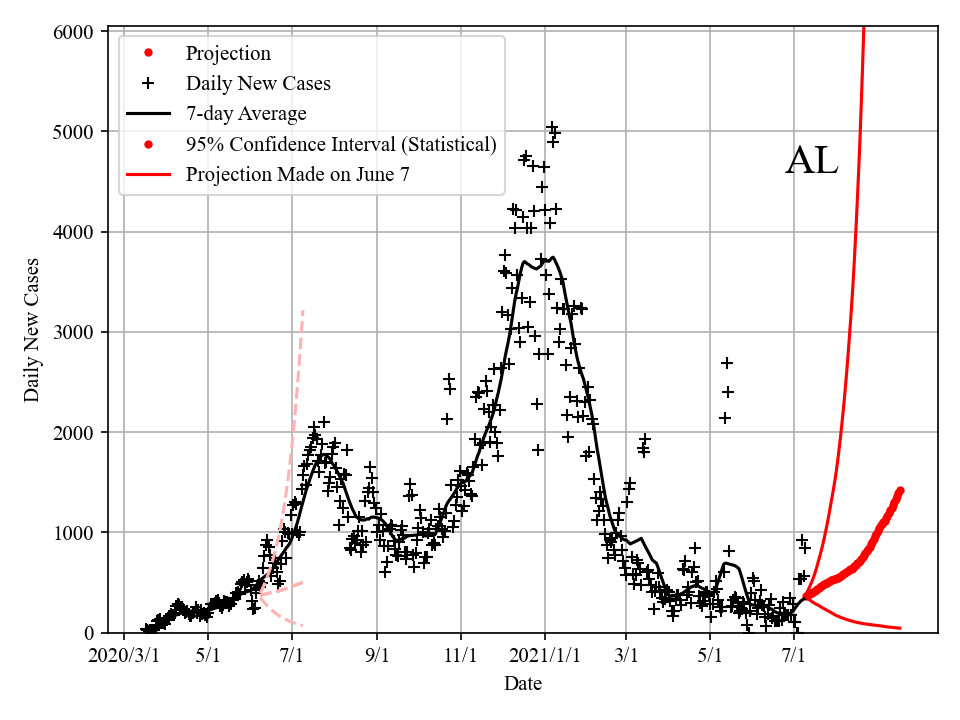 6000
5000
4000
3000
2000
1000
0
Daily New Cases
Projection
Daily New Cases
7-day Average
95% Confidence Interval (Statistical)
Projection Made on June 7
AL
2020/3/1 5/1 7/1 9/1 11/1 2021/1/1 3/1 5/1 7/1
Date